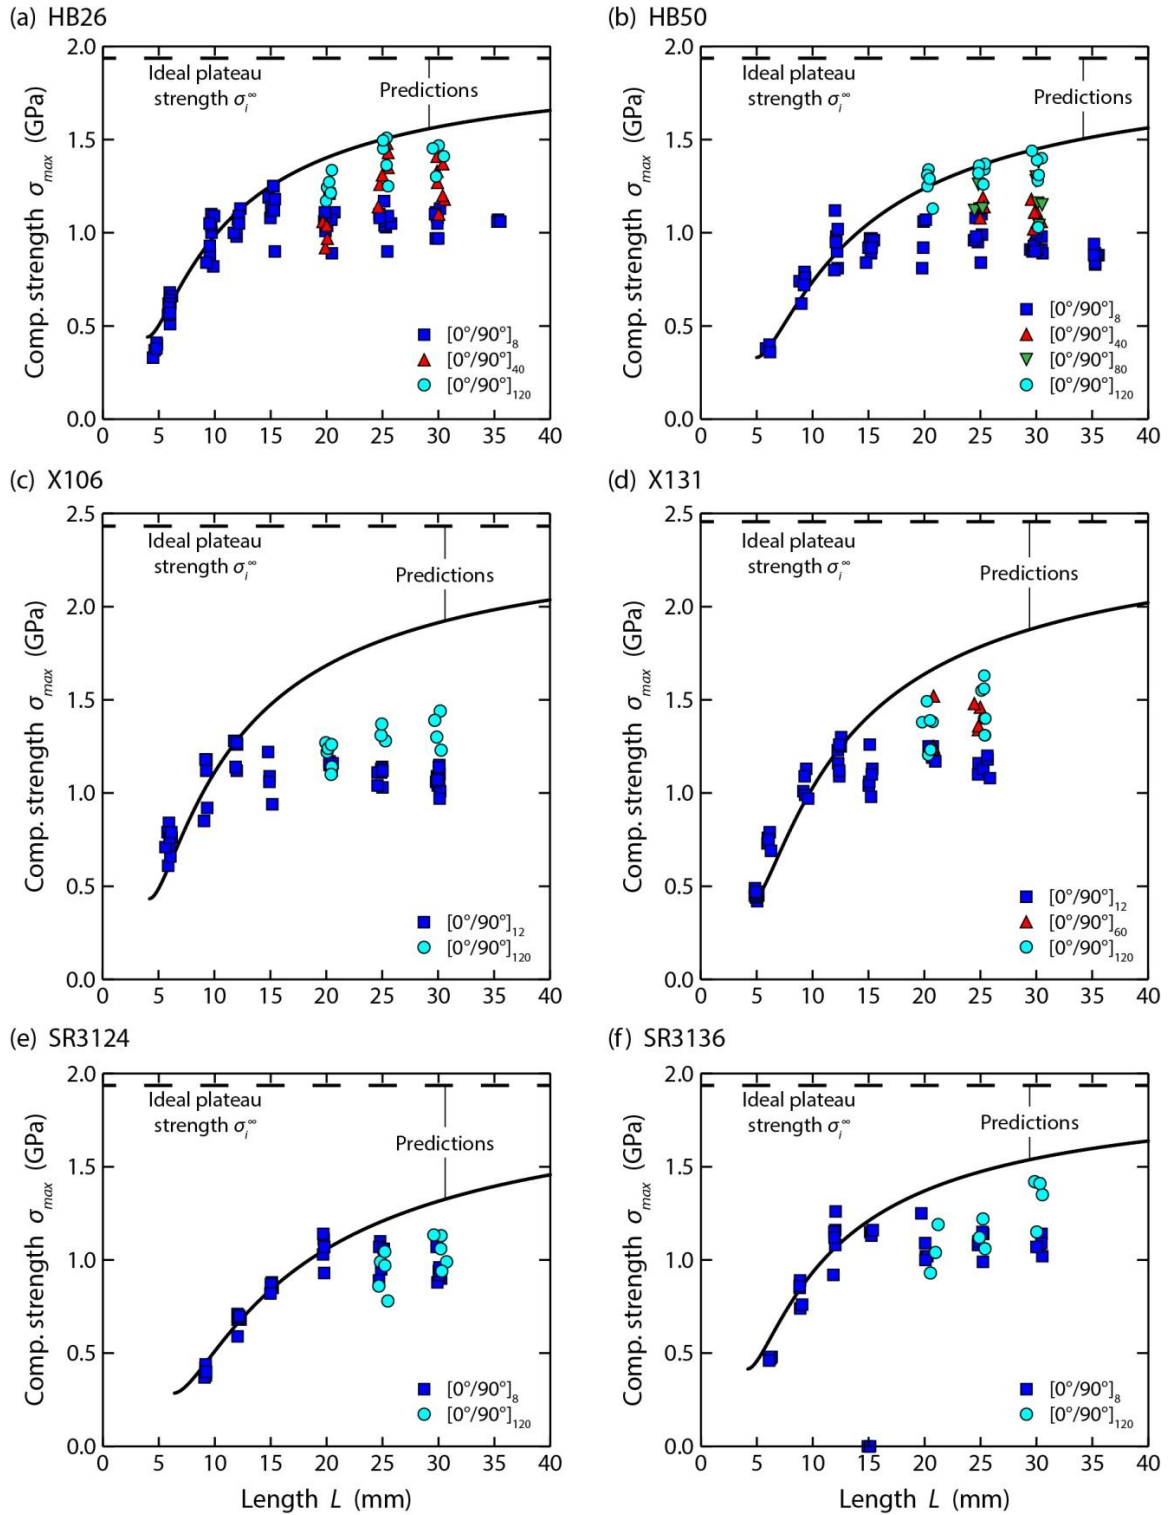 (a) HB26
2.0
1.5
1.0
0.5
0.0
Comp. strength σmax (GPa)
Ideal plateau
strength σi∞
Predictions
[0°/90°]8
[0°/90°]40
[0°/90°]120
0 5 10 15 20 25 30 35 40
(b) HB50
2.0
1.5
1.0
0.5
0.0
Comp. strength σmax (GPa)
Ideal plateau
strength σi∞
Predictions
[0°/90°]8
[0°/90°]40
[0°/90°]80
[0°/90°]120
0 5 10 15 20 25 30 35 40
(c) X106
2.5
2.0
1.5
1.0
0.5
0.0
Comp. strength σmax (GPa)
Ideal plateau
strength σi∞
Predictions
[0°/90°]12
[0°/90°]120
0 5 10 15 20 25 30 35 40
(d) X131
2.5
2.0
1.5
1.0
0.5
0.0
Comp. strength σmax (GPa)
Ideal plateau
strength σi∞
Predictions
[0°/90°]12
[0°/90°]60
[0°/90°]120
0 5 10 15 20 25 30 35 40
(e) SR3124
2.0
1.5
1.0
0.5
0.0
Comp. strength σmax (GPa)
Ideal plateau
strength σi∞
Predictions
[0°/90°]8
[0°/90°]120
0 5 10 15 20 25 30 35 40
Length L (mm)
(f) SR3136
2.0
1.5
1.0
0.5
0.0
Comp. strength σmax (GPa)
Ideal plateau
strength σi∞
Predictions
[0°/90°]8
[0°/90°]120
0 5 10 15 20 25 30 35 40
Length L (mm)